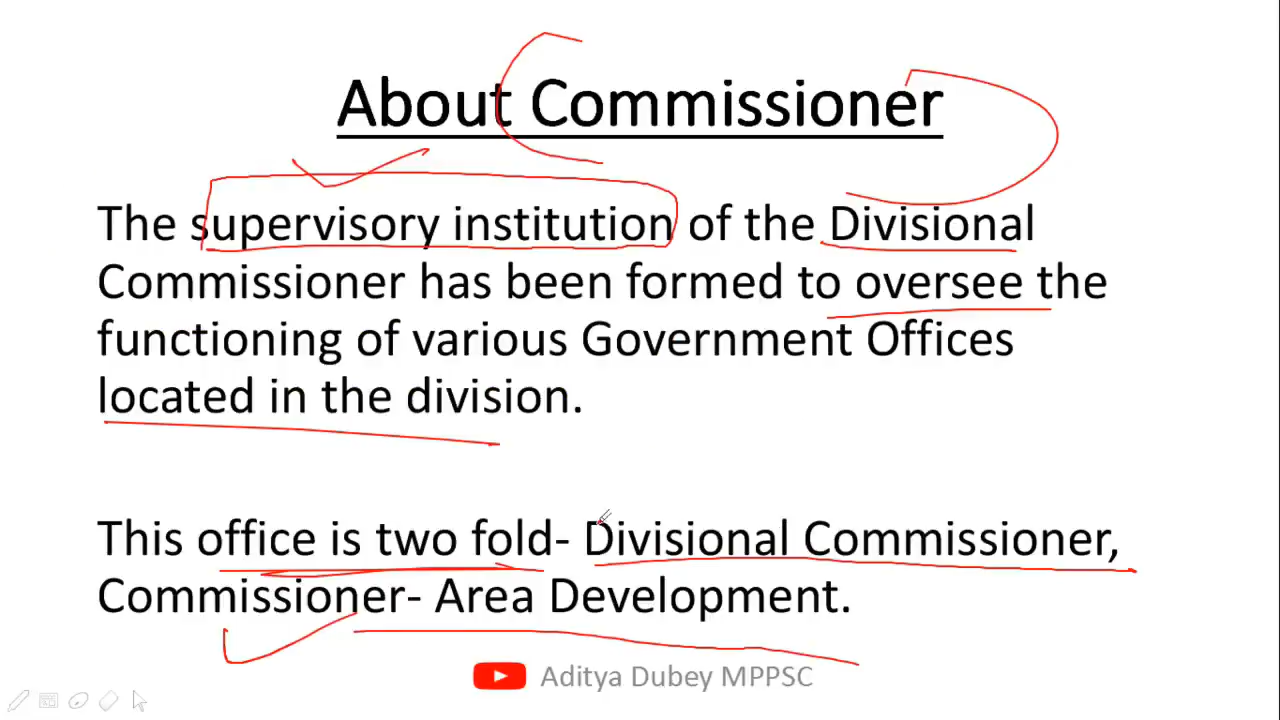 About Commissioner
The supervisory institution of the Divisional
Commissioner has been formed to oversee the
functioning of various Government Offices
located in the division.
This office is two fold- Divisional Commissioner,
Commissioner- Area Development.
Aditya Dubey MPPSC